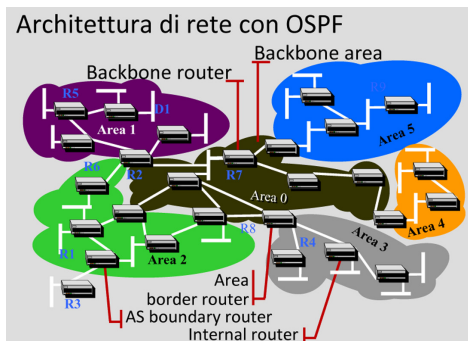 Architettura di rete con OSPF
Backbone area
Backbone router
R5
D1
R9
Area 1
Area 5
R6
R2
R7
Area 0
Area 4
R8
R4
Area 3
R1
Area 2
R3
Area
border router
AS boundary router
Internal router